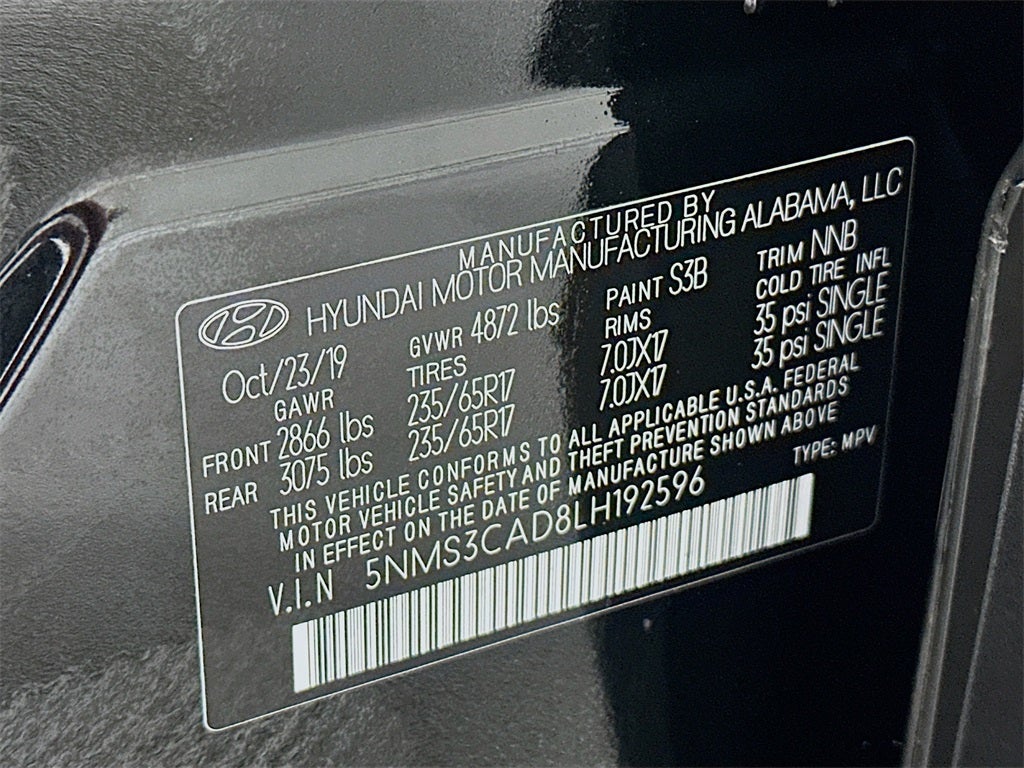 MANUFACTURED BY
HYUNDAI MOTOR MANUFACTURING ALABAMA, LLC
Oct/23/19 GVWR 4872 lbs PAINT S3B TRIM NNB
GAWR TIRES RIMS COLD TIRE INFL
FRONT 2866 lbs 235/65R17 7.0JX17 35 psi SINGLE
REAR 3075 lbs 235/65R17 7.0JX17 35 psi SINGLE
THIS VEHICLE CONFORMS TO ALL APPLICABLE U.S.A. FEDERAL
MOTOR VEHICLE SAFETY AND THEFT PREVENTION STANDARDS
IN EFFECT ON THE DATE OF MANUFACTURE SHOWN ABOVE
V.I.N 5NMS3CAD8LH192596 TYPE: MPV